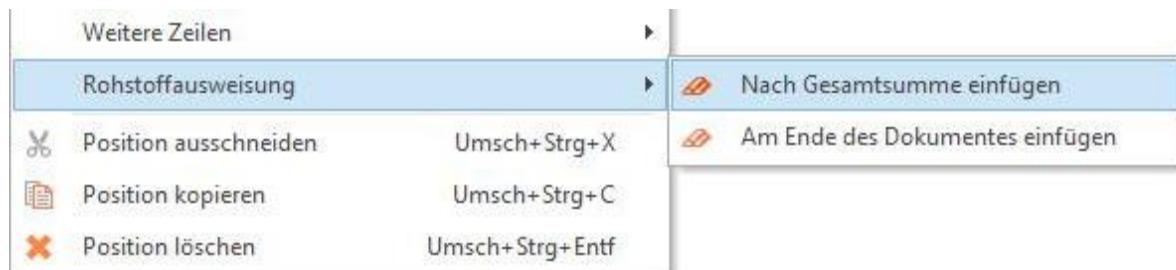 Weitere Zeilen
Rohstoffausweisung
Nach Gesamtsumme einfügen
Am Ende des Dokumentes einfügen
Position ausschneiden Umsch+Strg+X
Position kopieren Umsch+Strg+C
Position löschen Umsch+Strg+Entf